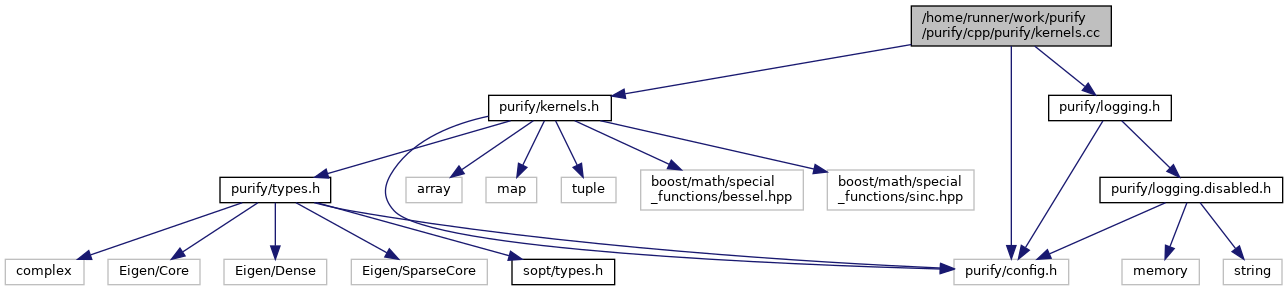 /home/runner/work/purify
/purify/cpp/purify/kernels.cc
purify/kernels.h
purify/logging.h
purify/types.h
array
map
tuple
boost/math/special
_functions/bessel.hpp
boost/math/special
_functions/sinc.hpp
purify/logging.disabled.h
complex
Eigen/Core
Eigen/Dense
Eigen/SparseCore
sopt/types.h
purify/config.h
memory
string